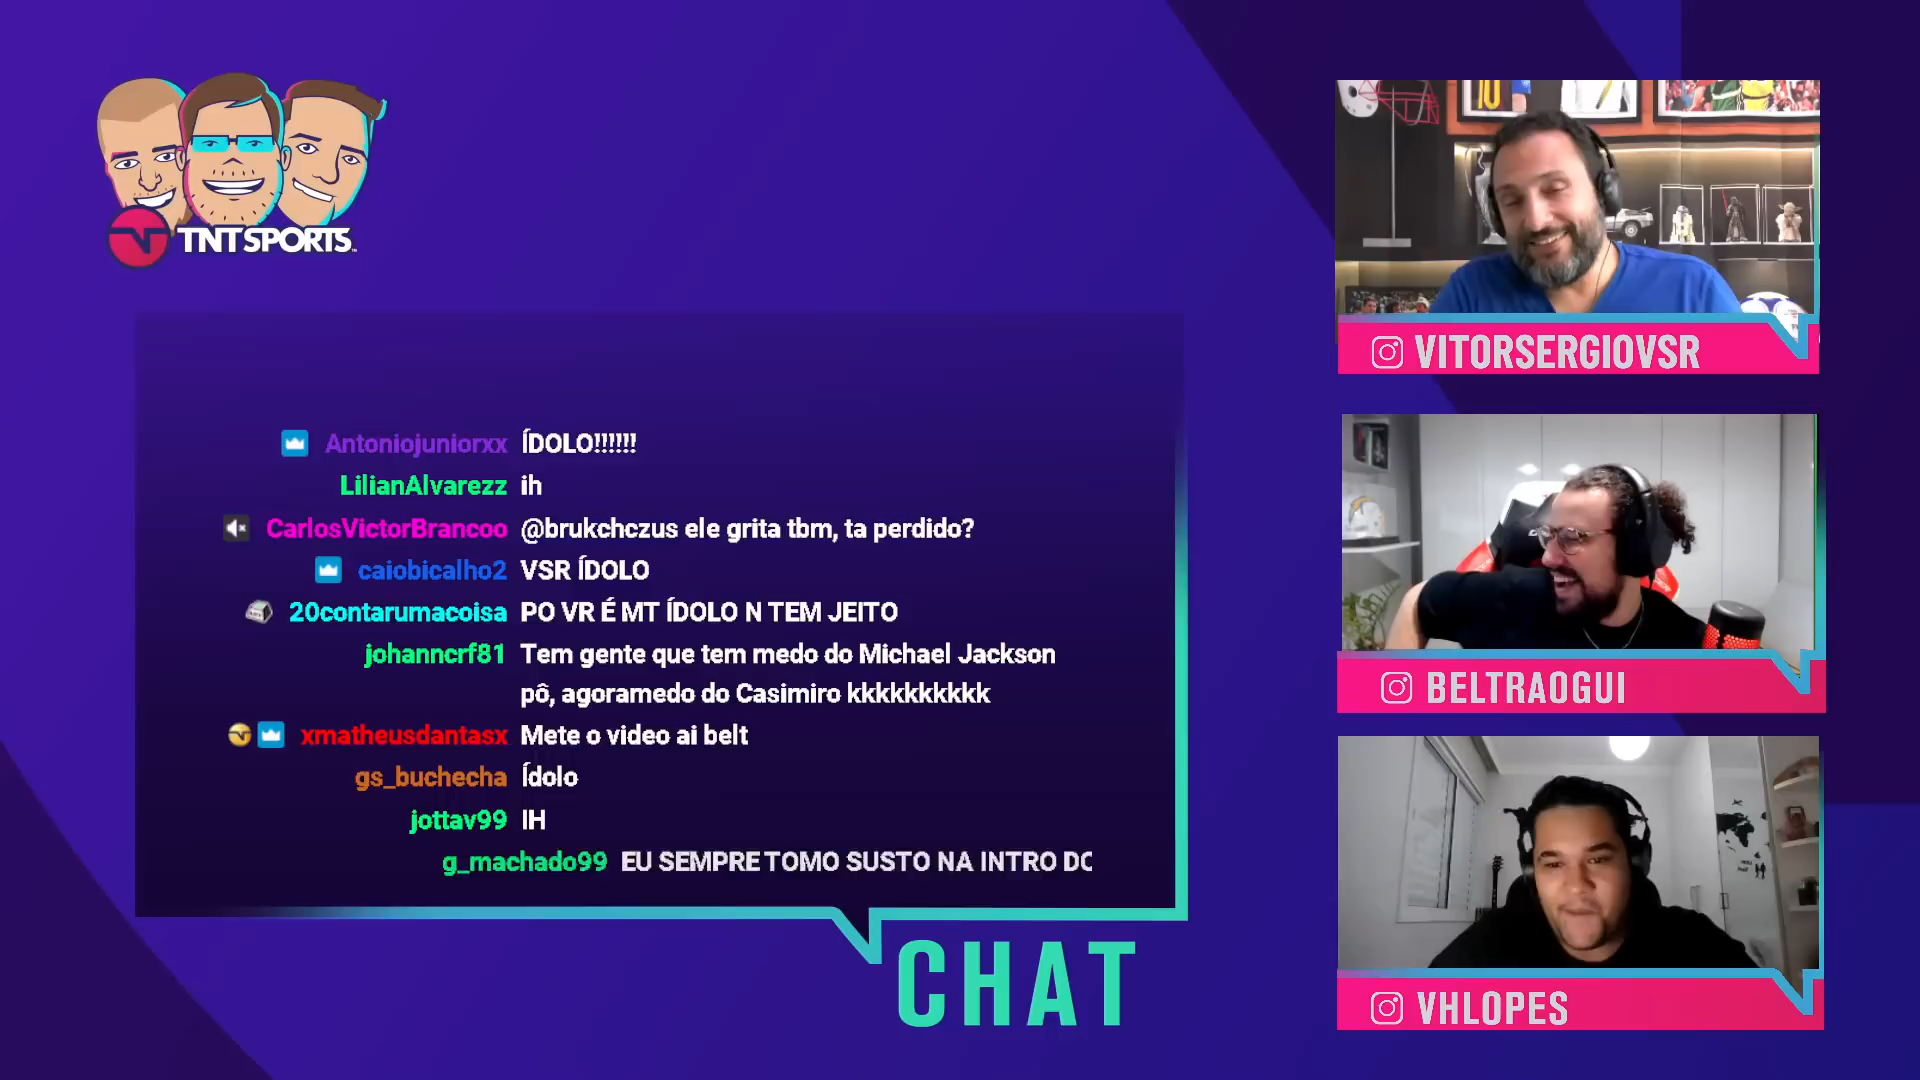 TNT SPORTS
Antoniojuniorxx ÍDOLO!!!!!!
LilianAlvarezz ih
CarlosVictorBrancoo @brukchczus ele grita tbm, ta perdido?
caiobicalho2 VSR ÍDOLO
20contarumacoisa PO VR É MT ÍDOLO N TEM JEITO
johanncrf81 Tem gente que tem medo do Michael Jackson
pô, agoramedo do Casimiro kkkkkkkkkk
xmatheusdantasx Mete o video ai belt
gs_buchecha Ídolo
jottav99 IH
g_machado99 EU SEMPRE TOMO SUSTO NA INTRO DO
CHAT
10
VITORSERGIOVSR
BELTRAOGUI
VHLOPES